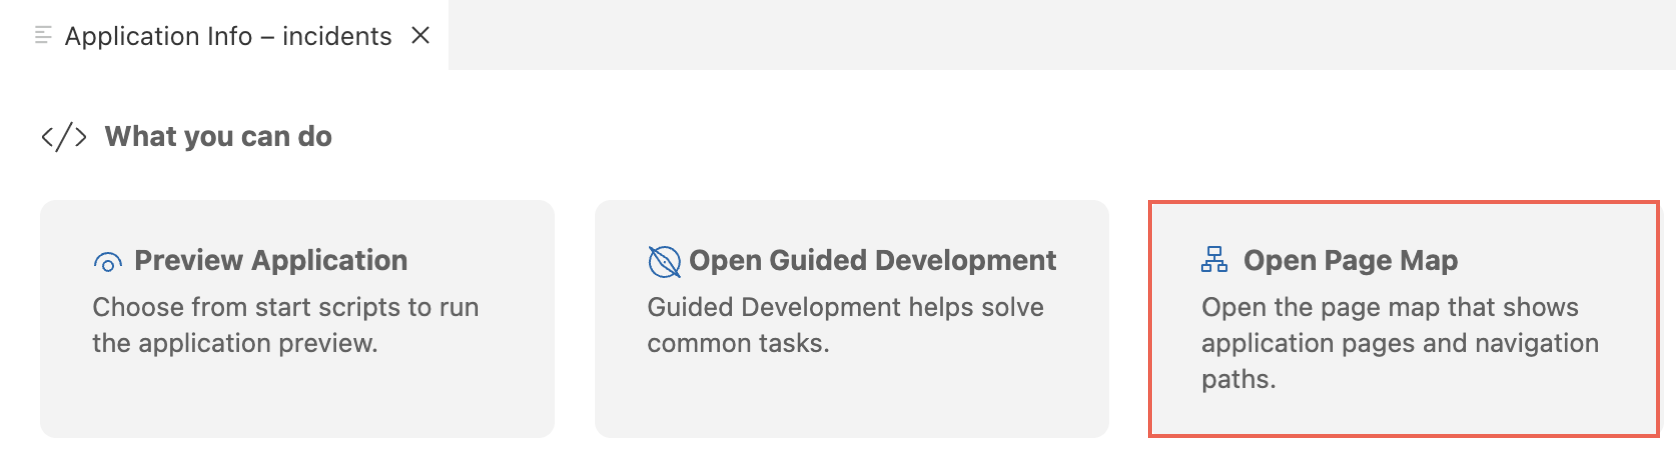 Application Info – incidents
What you can do
Preview Application
Choose from start scripts to run
the application preview.
Open Guided Development
Guided Development helps solve
common tasks.
Open Page Map
Open the page map that shows
application pages and navigation
paths.